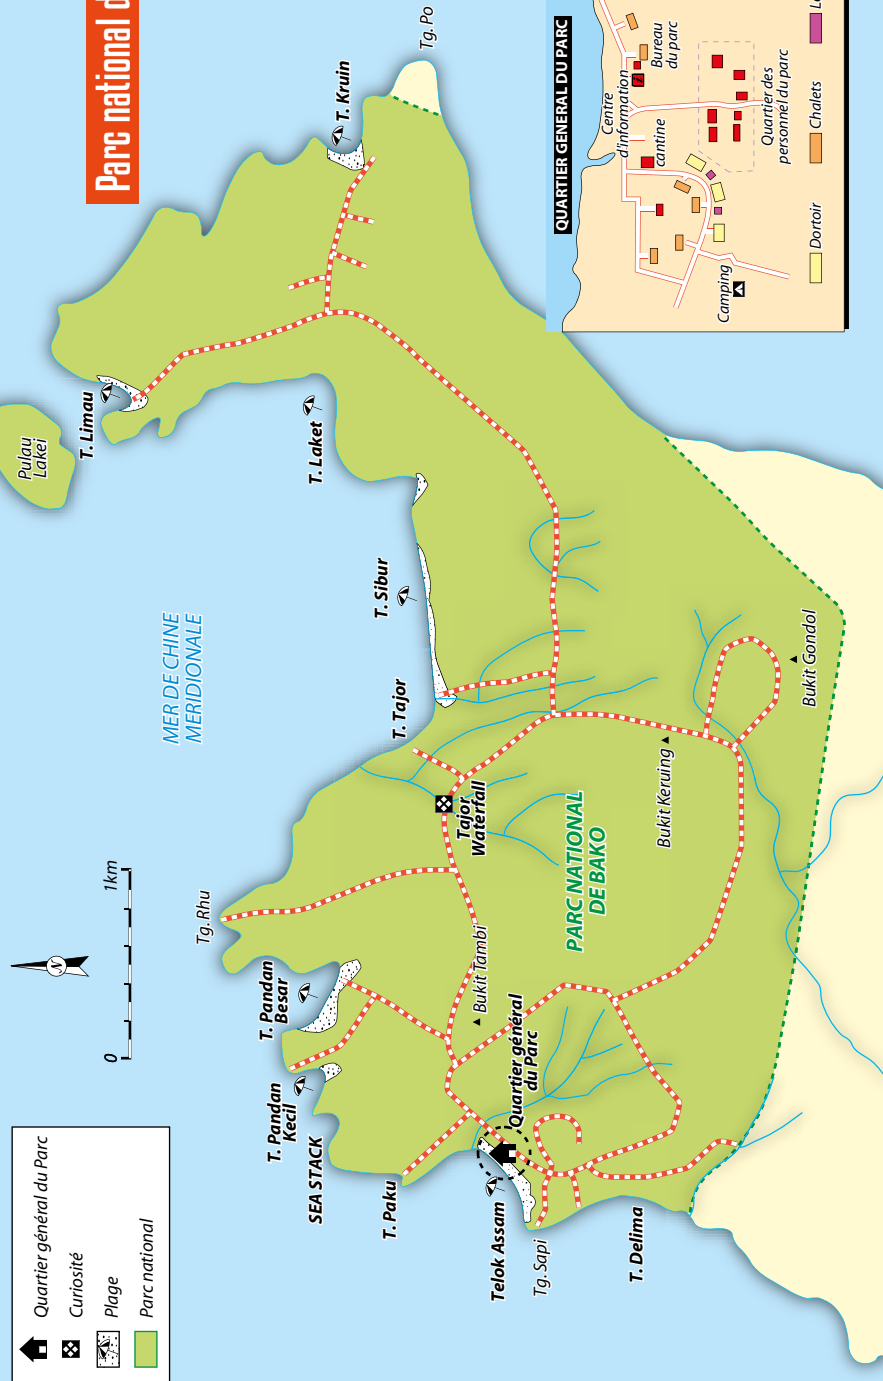 Parc national d
Quartier général du Parc
Curiosité
Plage
Parc national
0
1km
N
MER DE CHINE
MERIDIONALE
Pulau
Lakei
T. Limau
T. Kruin
Tg. Po
T. Laket
T. Sibur
T. Tajor
Tg. Rhu
T. Pandan
Besar
T. Pandan
Kecil
SEA STACK
T. Paku
Telok Assam
Tg. Sapi
T. Delima
Quartier général
du Parc
Bukit Tambi
Tajor
Waterfall
PARC NATIONAL
DE BAKO
Bukit Keruing
Bukit Gondol
QUARTIER GENERAL DU PARC
Centre
d'information
i
Bureau
du parc
cantine
Quartier des
personnel du parc
Camping
Dortoir
Chalets